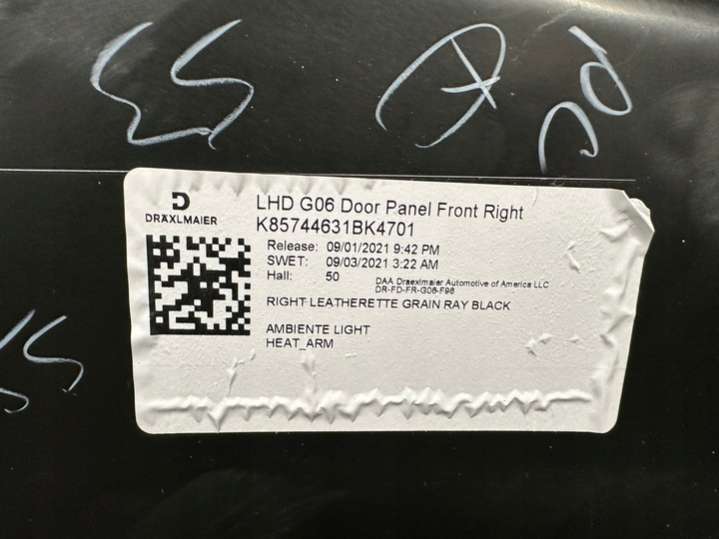 DRÄXLMAIER
LHD G06 Door Panel Front Right
K85744631BK4701
Release: 09/01/2021 9:42 PM
SWET: 09/03/2021 3:22 AM
Hall: 50
DAA Draexlmaier Automotive of America LLC
DR-FD-FR-G06-F98
RIGHT LEATHERETTE GRAIN RAY BLACK
AMBIENTE LIGHT
HEAT_ARM